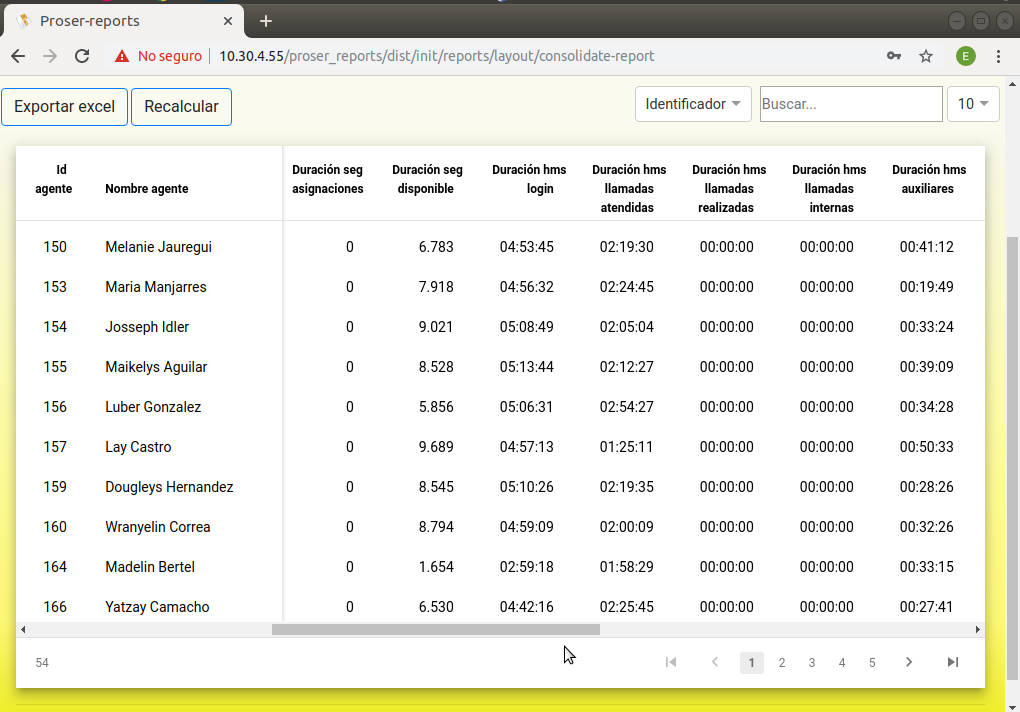 Proser-reports
No seguro
10.30.4.55/proser_reports/dist/init/reports/layout/consolidate-report
E
Exportar excel Recalcular Identificador Buscar... 10
Id agente Nombre agente Duración seg asignaciones Duración seg disponible Duración hms login Duración hms llamadas atendidas Duración hms llamadas realizadas Duración hms llamadas internas Duración hms auxiliares
150 Melanie Jauregui 0 6.783 04:53:45 02:19:30 00:00:00 00:00:00 00:41:12
153 Maria Manjarres 0 7.918 04:56:32 02:24:45 00:00:00 00:00:00 00:19:49
154 Josseph Idler 0 9.021 05:08:49 02:05:04 00:00:00 00:00:00 00:33:24
155 Maikelys Aguilar 0 8.528 05:13:44 02:12:27 00:00:00 00:00:00 00:39:09
156 Luber Gonzalez 0 5.856 05:06:31 02:54:27 00:00:00 00:00:00 00:34:28
157 Lay Castro 0 9.689 04:57:13 01:25:11 00:00:00 00:00:00 00:50:33
159 Dougleys Hernandez 0 8.545 05:10:26 02:19:35 00:00:00 00:00:00 00:28:26
160 Wranyelin Correa 0 8.794 04:59:09 02:00:09 00:00:00 00:00:00 00:32:26
164 Madelin Bertel 0 1.654 02:59:18 01:58:29 00:00:00 00:00:00 00:33:15
166 Yatzay Camacho 0 6.530 04:42:16 02:25:45 00:00:00 00:00:00 00:27:41
54 1 2 3 4 5